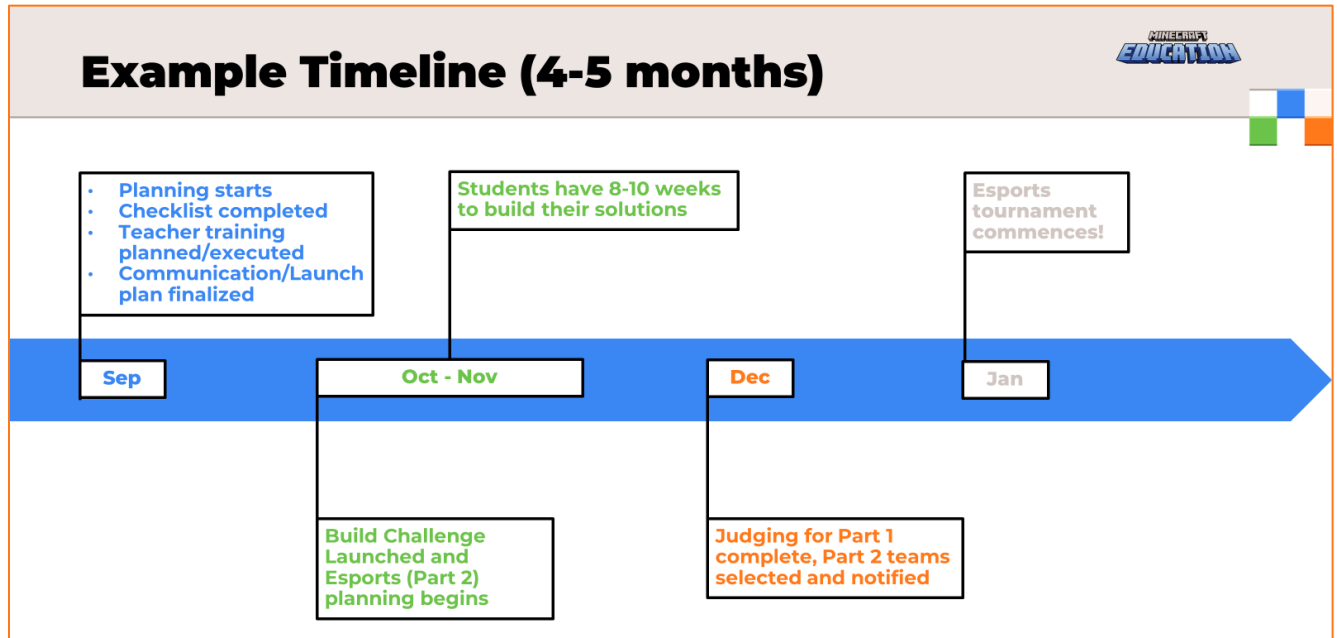 MINECRAFT
EDUCATION
Example Timeline (4-5 months)
• Planning starts
• Checklist completed
• Teacher training
planned/executed
• Communication/Launch
plan finalized
Students have 8-10 weeks
to build their solutions
Esports
tournament
commences!
Sep
Oct - Nov
Dec
Jan
Build Challenge
Launched and
Esports (Part 2)
planning begins
Judging for Part 1
complete, Part 2 teams
selected and notified